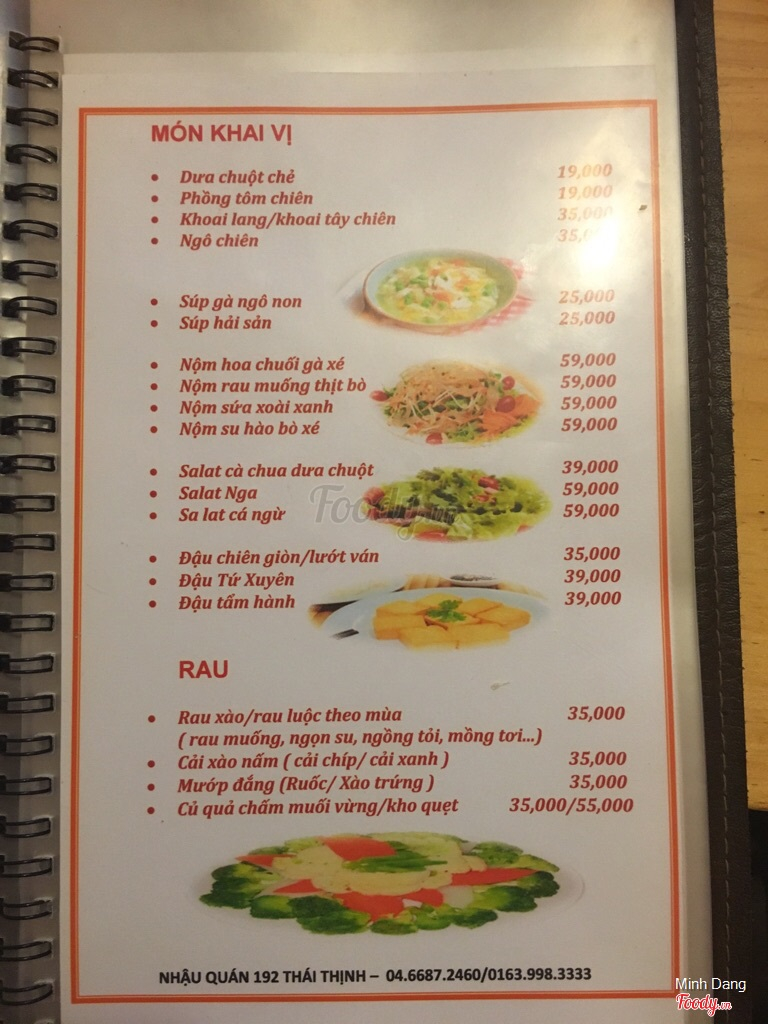 MÓN KHAI VỊ
• Dưa chuột chẻ 19,000
• Phồng tôm chiên 19,000
• Khoai lang/khoai tây chiên 35,000
• Ngô chiên
• Súp gà ngô non 25,000
• Súp hải sản 25,000
• Nộm hoa chuối gà xé 59,000
• Nộm rau muống thịt bò 59,000
• Nộm sứa xoài xanh 59,000
• Nộm su hào bò xé 59,000
• Salat cà chua dưa chuột 39,000
• Salat Nga 59,000
• Sa lat cá ngừ 59,000
Foody.vn
• Đậu chiên giòn/lướt ván 35,000
• Đậu Tứ Xuyên 39,000
• Đậu tẩm hành 39,000
RAU
• Rau xào/rau luộc theo mùa 35,000
( rau muống, ngọn su, ngồng tỏi, mồng tơi...)
• Cải xào nấm ( cải chíp/ cải xanh ) 35,000
• Mướp đắng (Ruốc/ Xào trứng ) 35,000
• Củ quả chấm muối vừng/kho quẹt 35,000/55,000
NHẬU QUÁN 192 THÁI THỊNH – 04.6687.2460/0163.998.3333
Minh Dang
Foody.vn